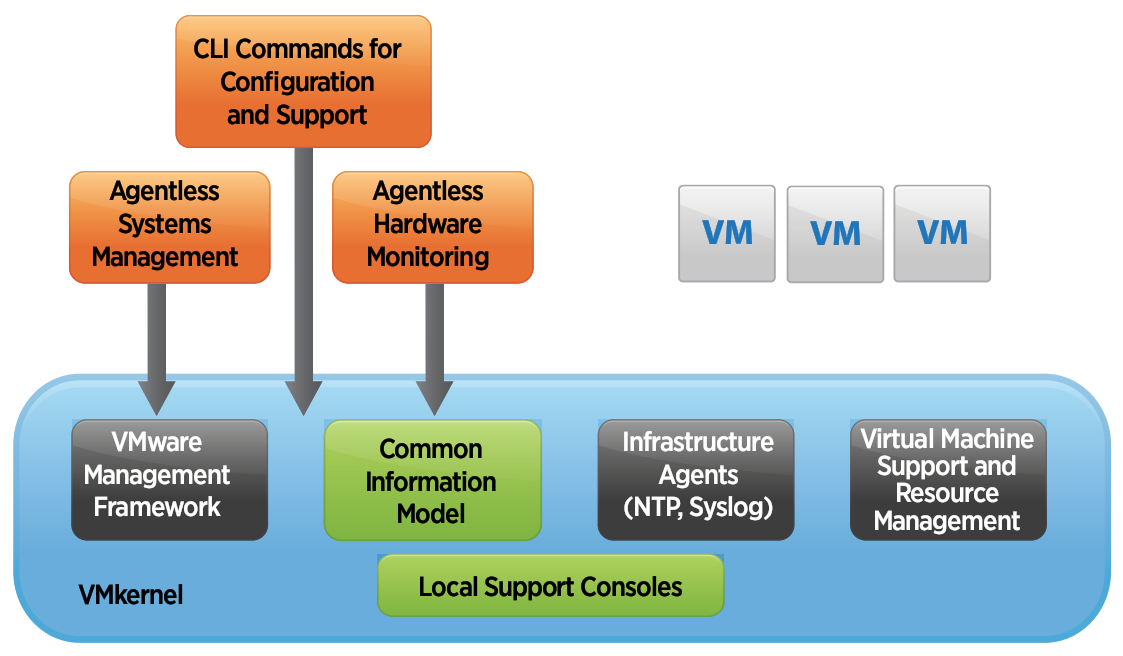 CLI Commands for
Configuration
and Support
Agentless
Systems
Management
Agentless
Hardware
Monitoring
VM
VM
VM
VMware
Management
Framework
Common
Information
Model
Infrastructure
Agents
(NTP, Syslog)
Virtual Machine
Support and
Resource
Management
Local Support Consoles
VMkernel